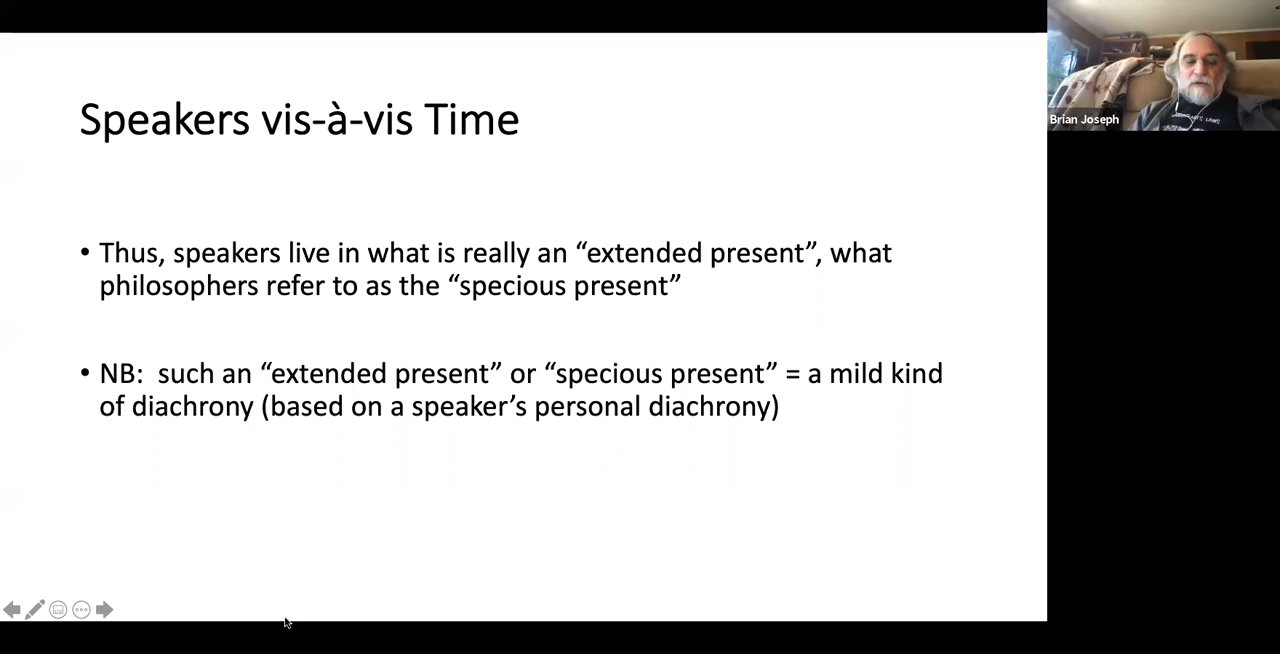 Speakers vis-à-vis Time
• Thus, speakers live in what is really an “extended present”, what
philosophers refer to as the “specious present”
• NB:  such an “extended present” or “specious present” = a mild kind
of diachrony (based on a speaker’s personal diachrony)
Brian Joseph